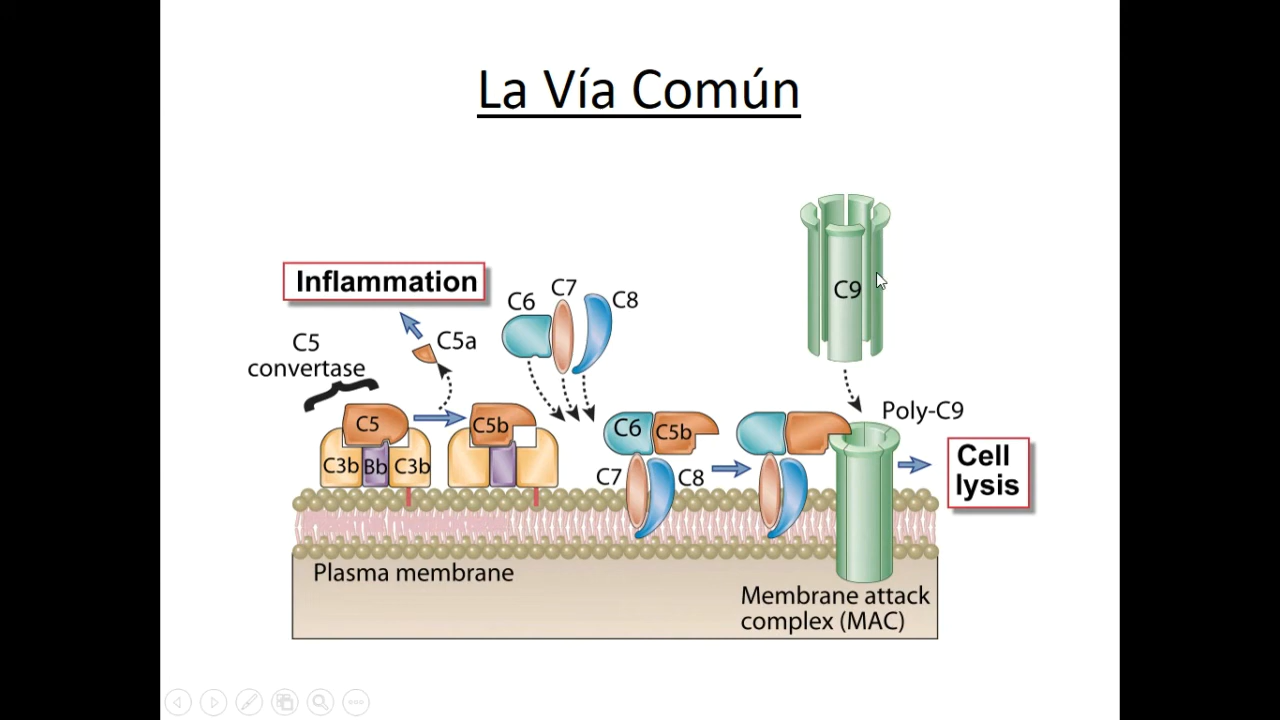 La Vía Común
Inflammation
C5
convertase
C5a
C6
C7
C8
C9
C5
C3b
Bb
C3b
C5b
C6
C5b
C7
C8
Poly-C9
Cell
lysis
Plasma membrane
Membrane attack
complex (MAC)